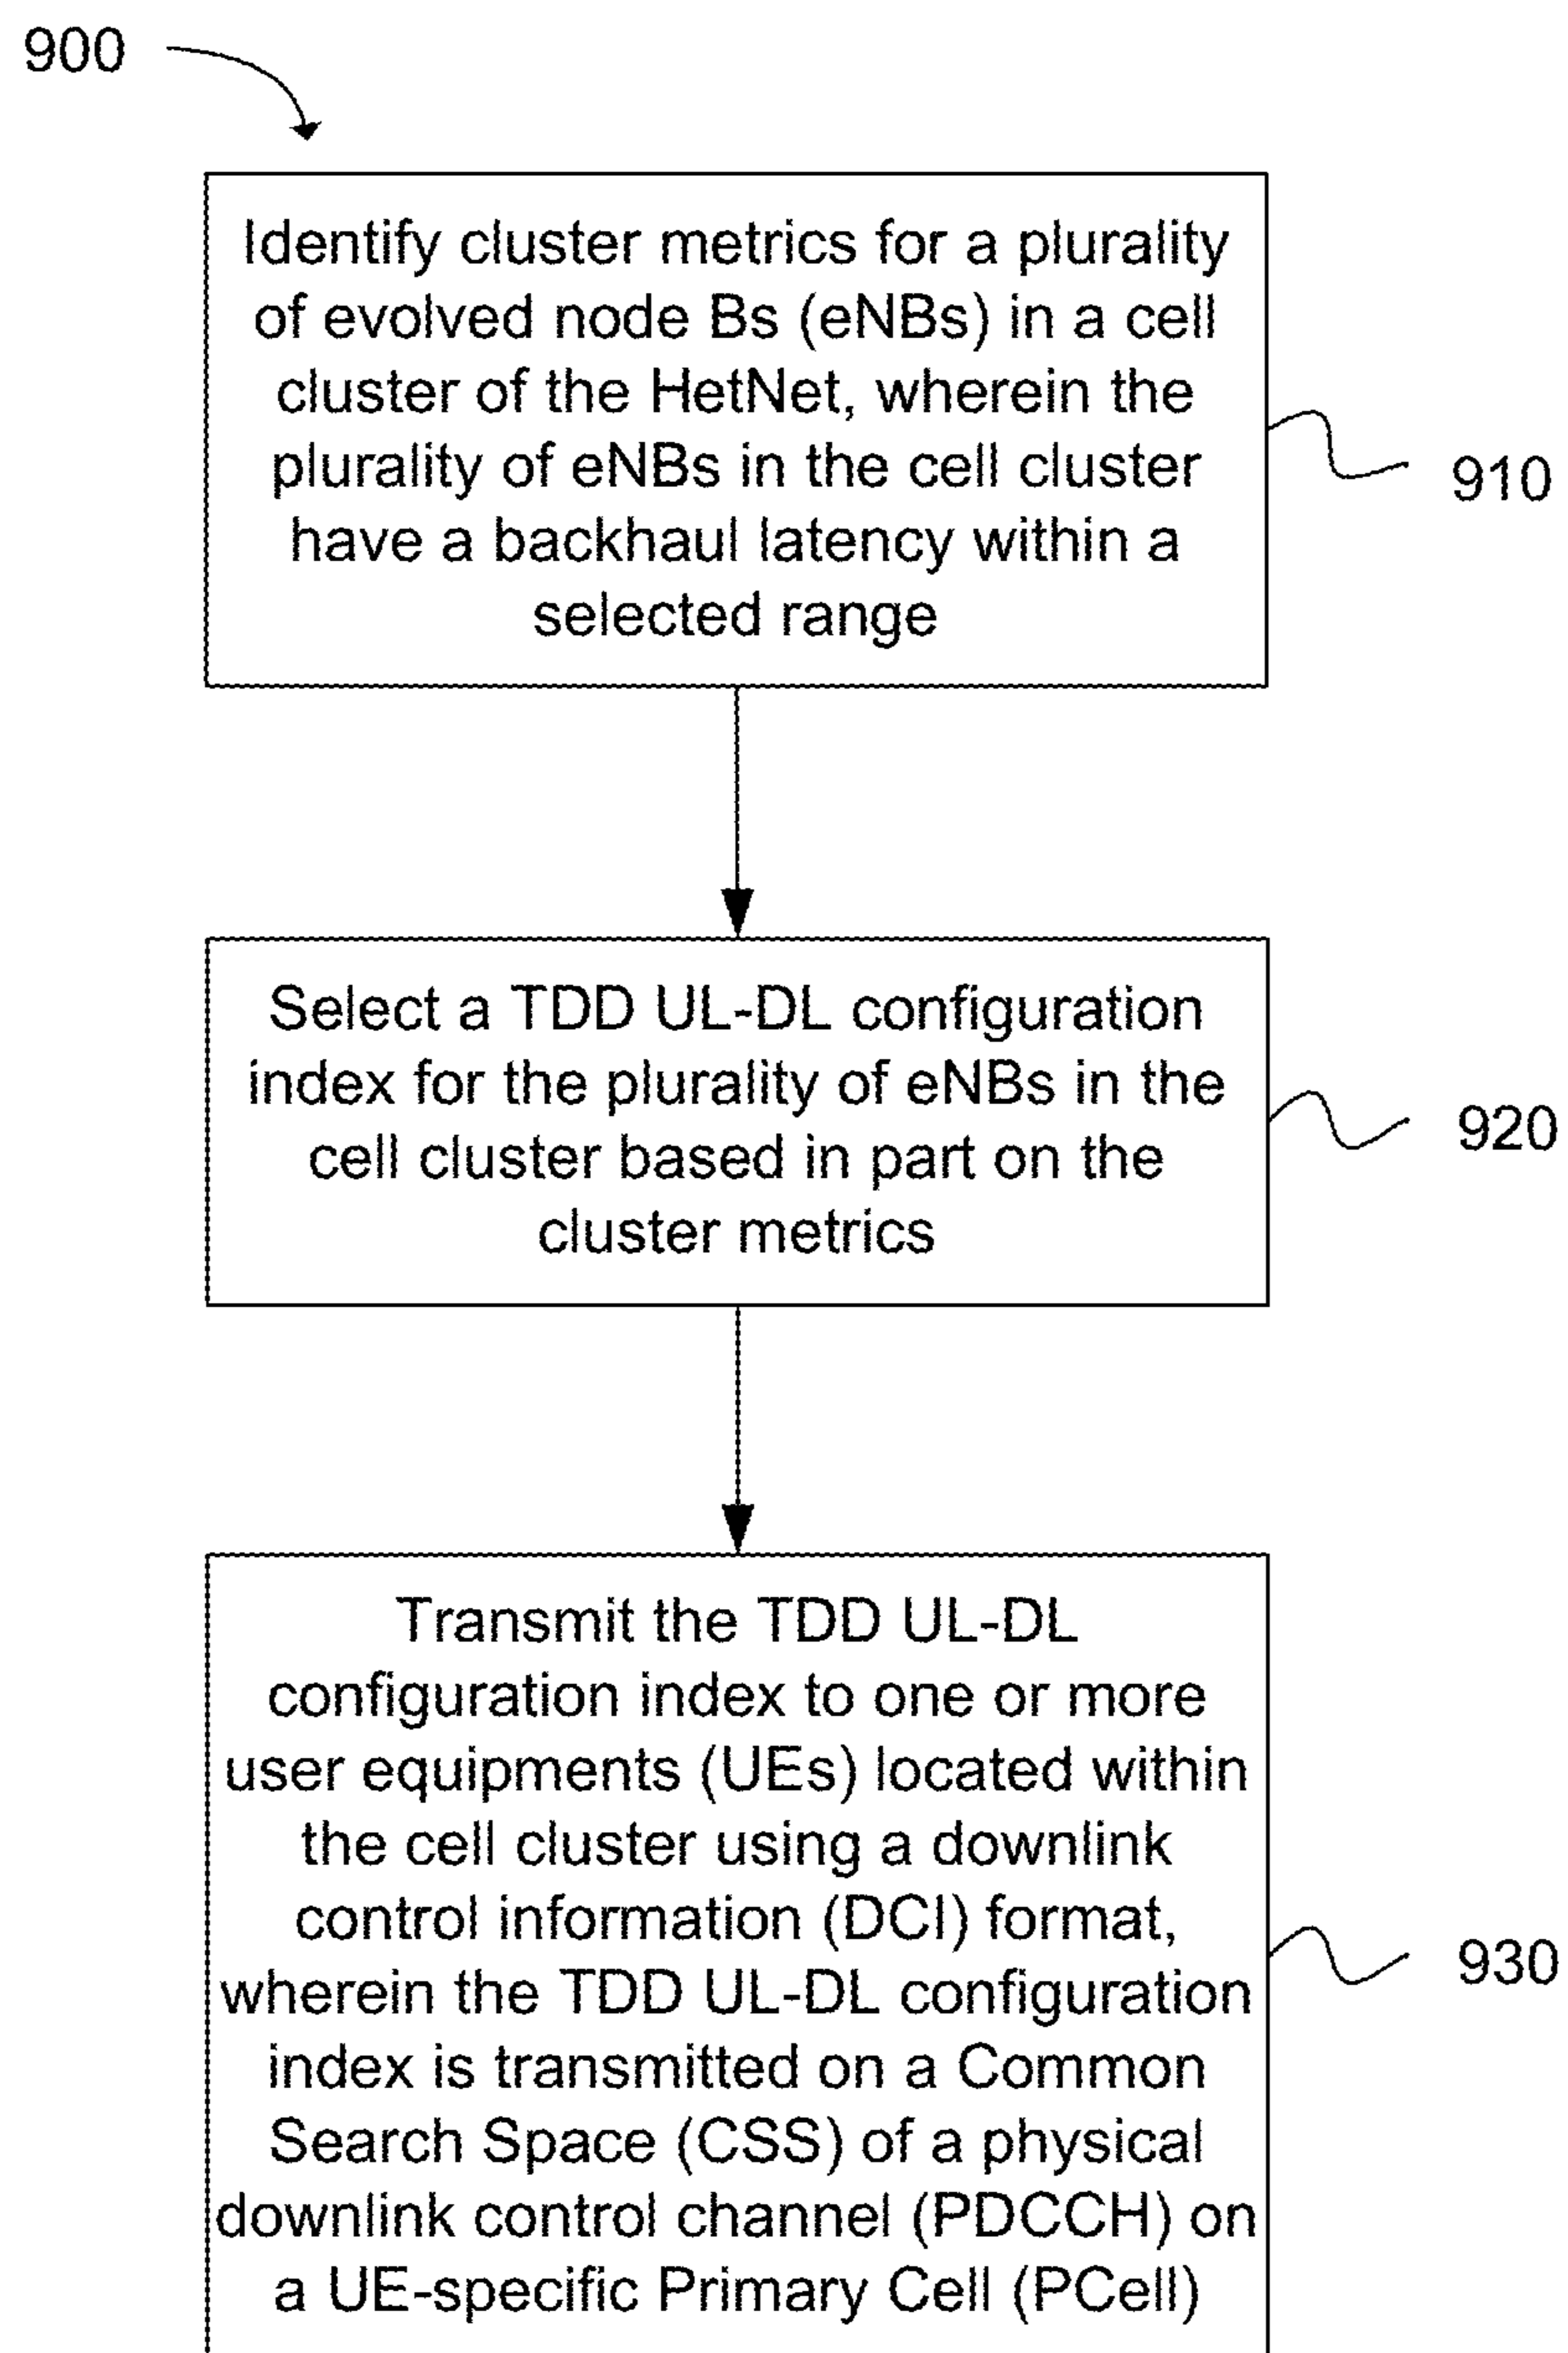 900
Identify cluster metrics for a plurality
of evolved node Bs (eNBs) in a cell
cluster of the HetNet, wherein the
plurality of eNBs in the cell cluster
have a backhaul latency within a
selected range
910
Select a TDD UL-DL configuration
index for the plurality of eNBs in the
cell cluster based in part on the
cluster metrics
920
Transmit the TDD UL-DL
configuration index to one or more
user equipments (UEs) located within
the cell cluster using a downlink
control information (DCI) format,
wherein the TDD UL-DL configuration
index is transmitted on a Common
Search Space (CSS) of a physical
downlink control channel (PDCCH) on
a UE-specific Primary Cell (PCell)
930